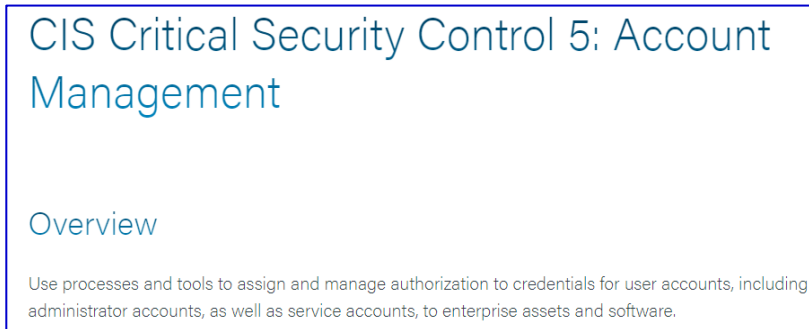 CIS Critical Security Control 5: Account
Management
Overview
Use processes and tools to assign and manage authorization to credentials for user accounts, including
administrator accounts, as well as service accounts, to enterprise assets and software.